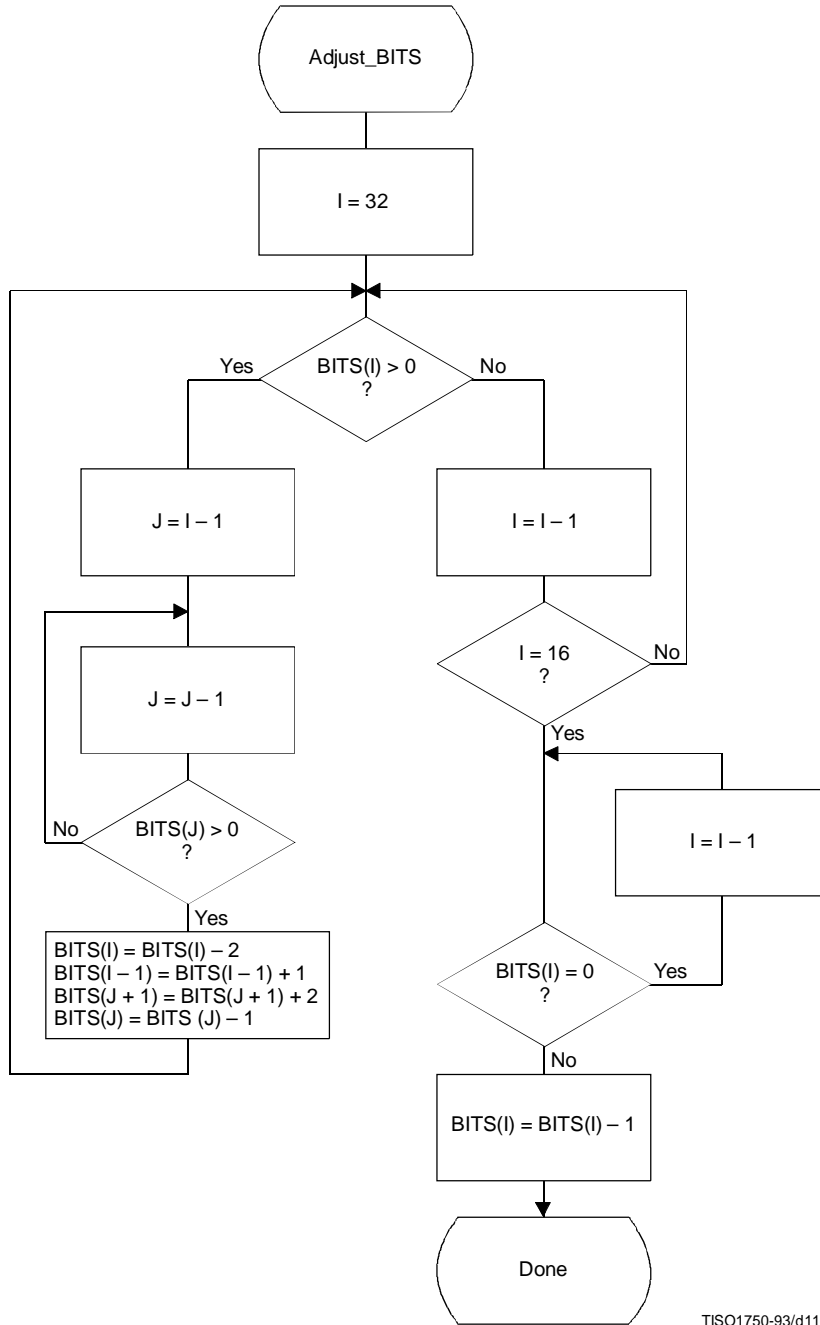 Adjust_BITS
I = 32
BITS(I) > 0
?
Yes
No
J = I – 1
I = I – 1
J = J – 1
I = 16
?
No
Yes
BITS(J) > 0
?
No
Yes
I = I – 1
BITS(I) = BITS(I) – 2
BITS(I – 1) = BITS(I – 1) + 1
BITS(J + 1) = BITS(J + 1) + 2
BITS(J) = BITS (J) – 1
BITS(I) = 0
?
Yes
No
BITS(I) = BITS(I) – 1
Done
TISO1750-93/d11